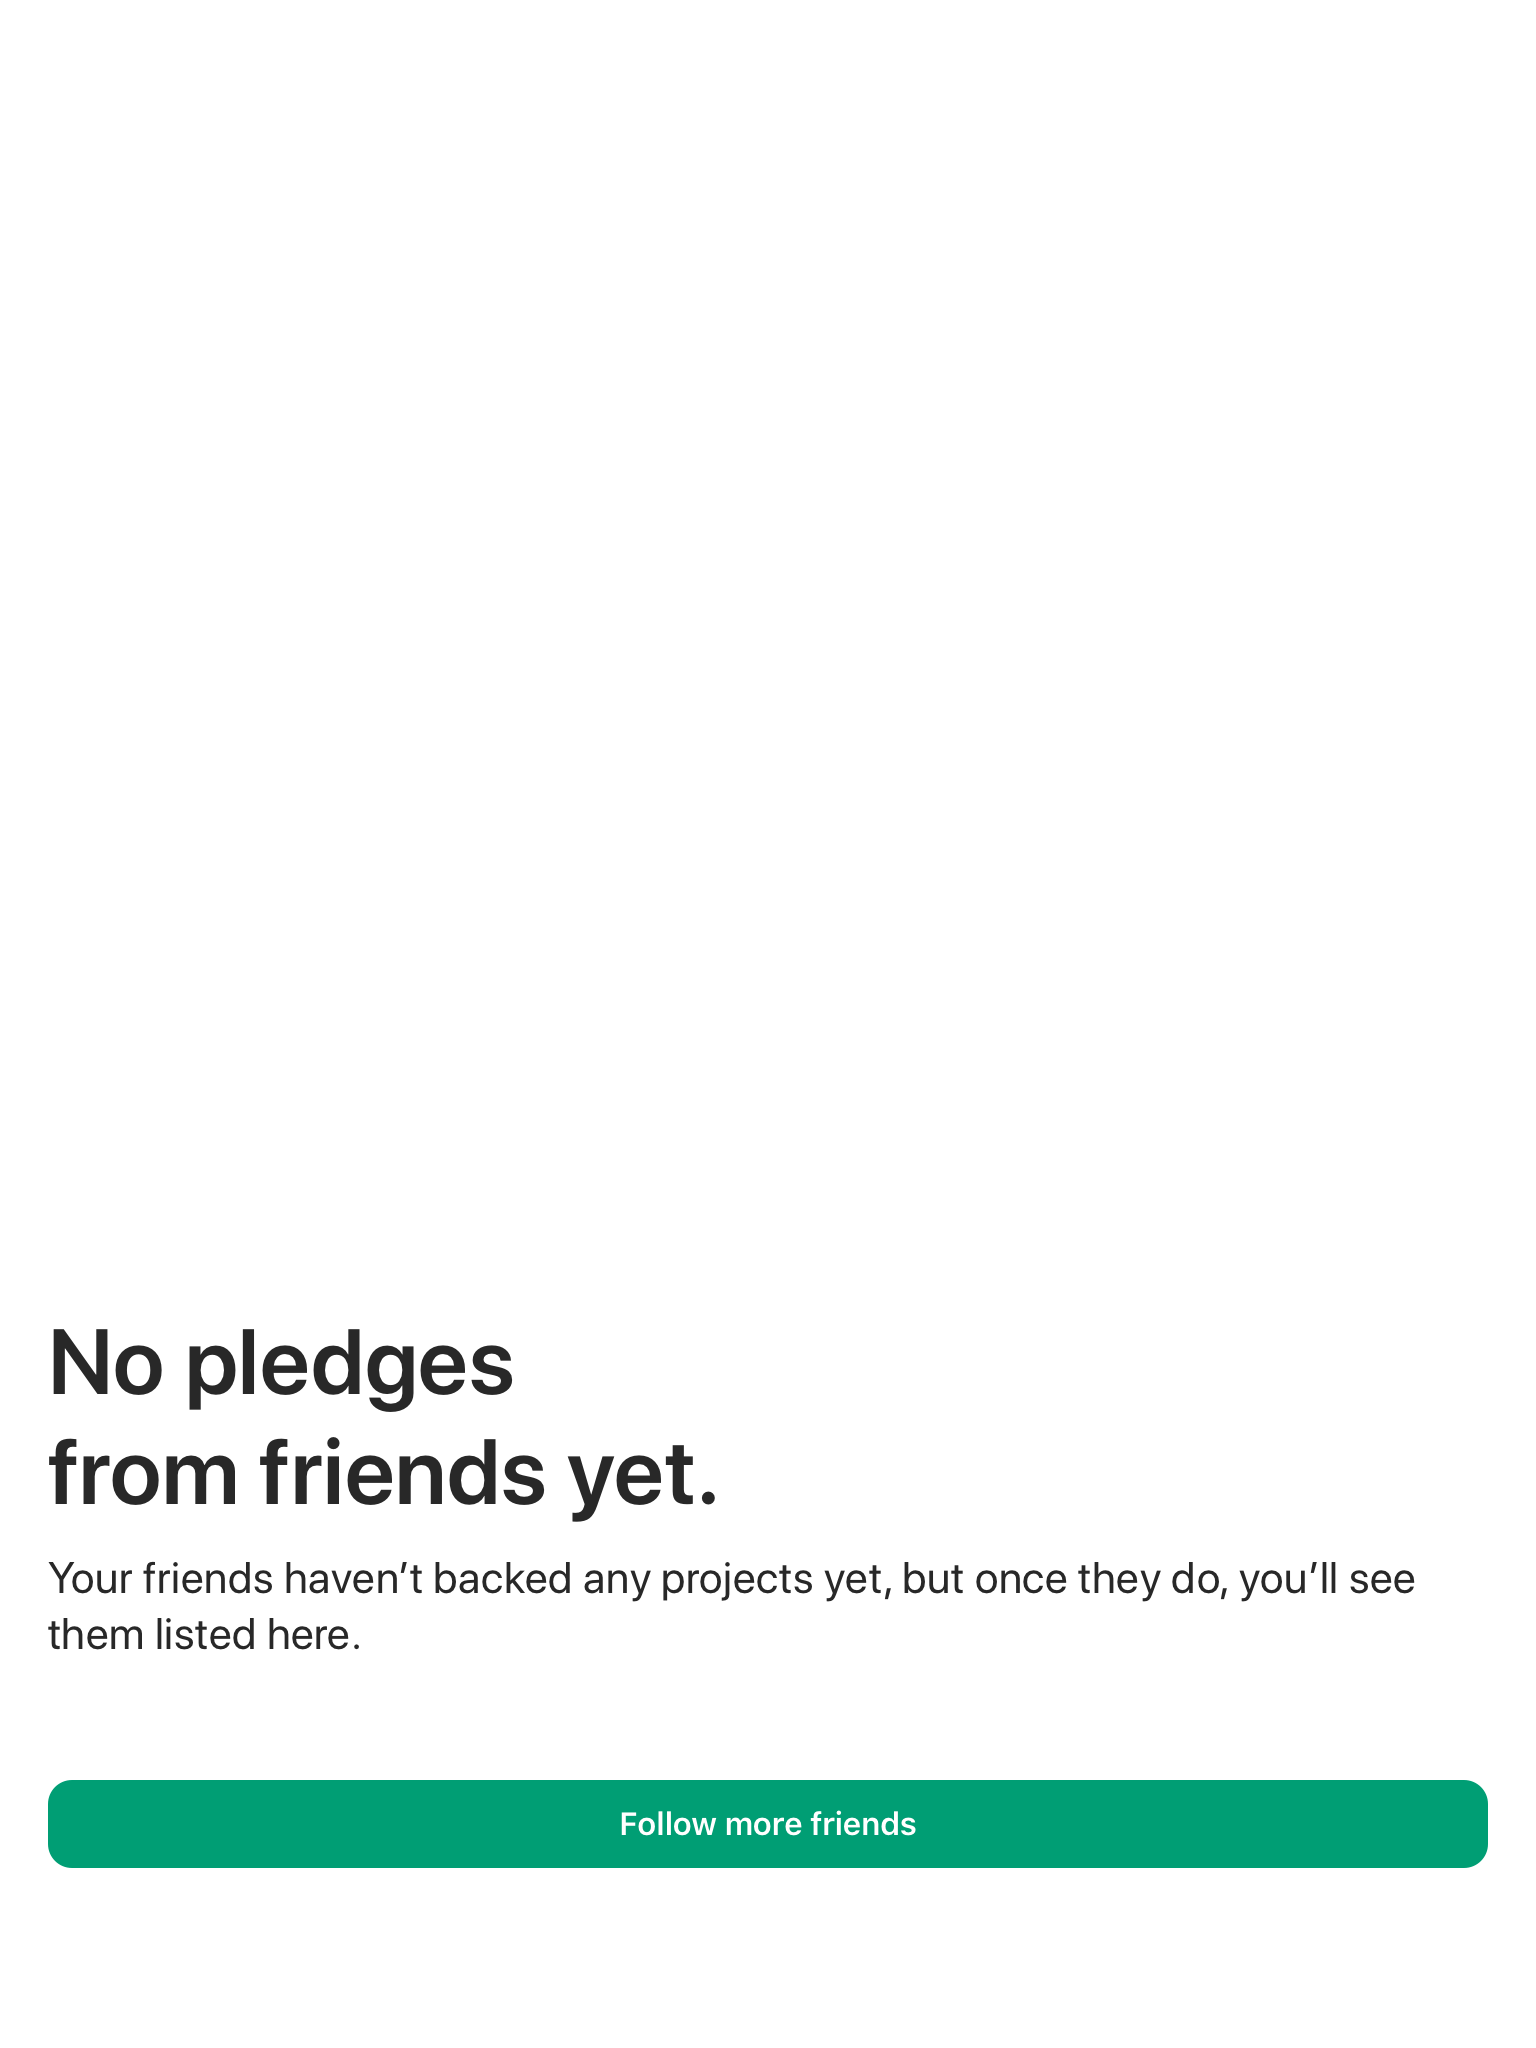 No pledges
from friends yet.
Your friends haven’t backed any projects yet, but once they do, you’ll see
them listed here.
Follow more friends